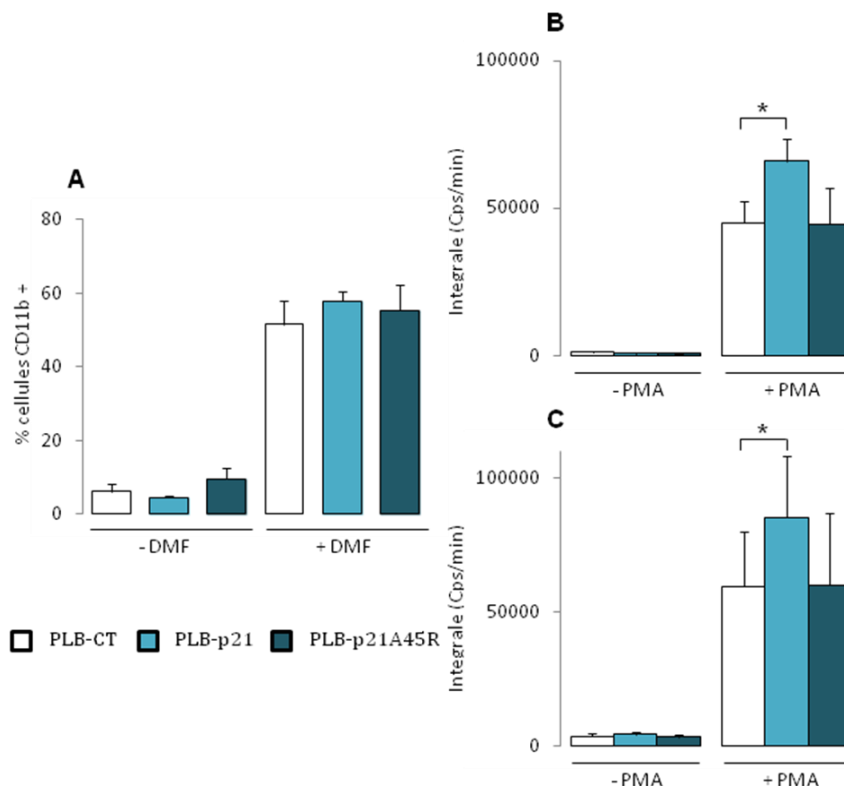 A
% cellules CD11b +
80
60
40
20
0
- DMF
+ DMF
PLB-CT
PLB-p21
PLB-p21A45R
B
Integrale (Cps/min)
100000
50000
0
*
- PMA
+ PMA
C
Integrale (Cps/min)
100000
50000
0
*
- PMA
+ PMA